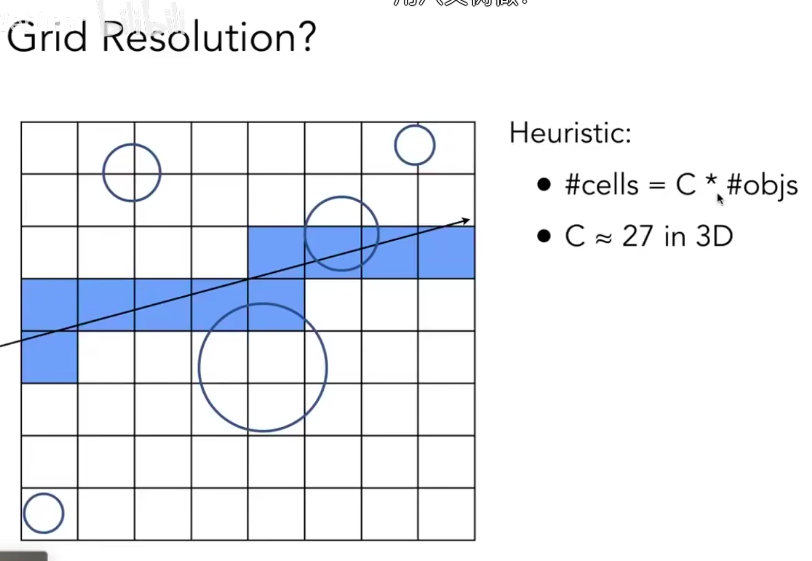 Grid Resolution?
Heuristic:
● #cells = C * #objs
● C ≈ 27 in 3D